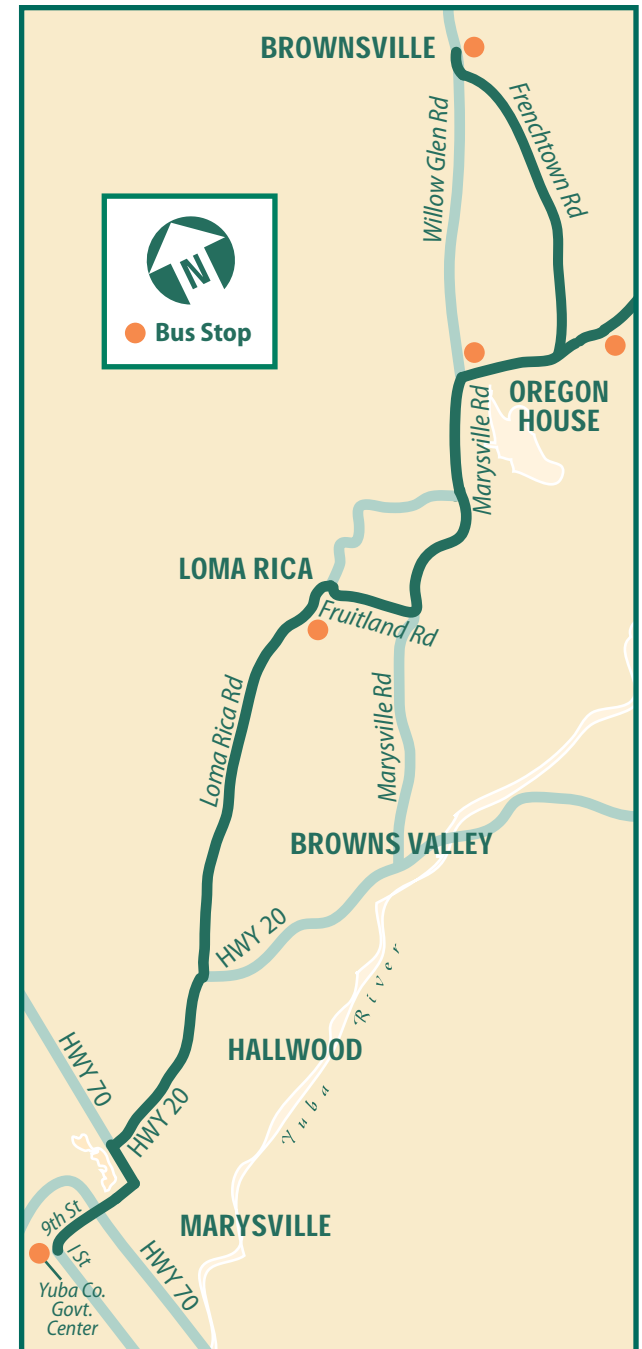 BROWNSVILLE
Willow Glen Rd
Frenchtown Rd
N
Bus Stop
OREGON
HOUSE
Marysville Rd
LOMA RICA
Fruitland Rd
Loma Rica Rd
Marysville Rd
BROWNS VALLEY
HWY 20
Yuba River
HALLWOOD
HWY 70
HWY 20
MARYSVILLE
9th St
J St
HWY 70
Yuba Co.
Govt.
Center